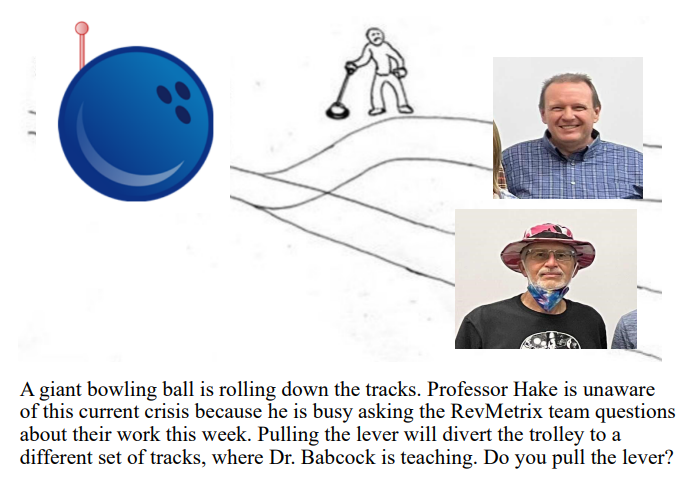 A giant bowling ball is rolling down the tracks. Professor Hake is unaware
of this current crisis because he is busy asking the RevMetrix team questions
about their work this week. Pulling the lever will divert the trolley to a
different set of tracks, where Dr. Babcock is teaching. Do you pull the lever?